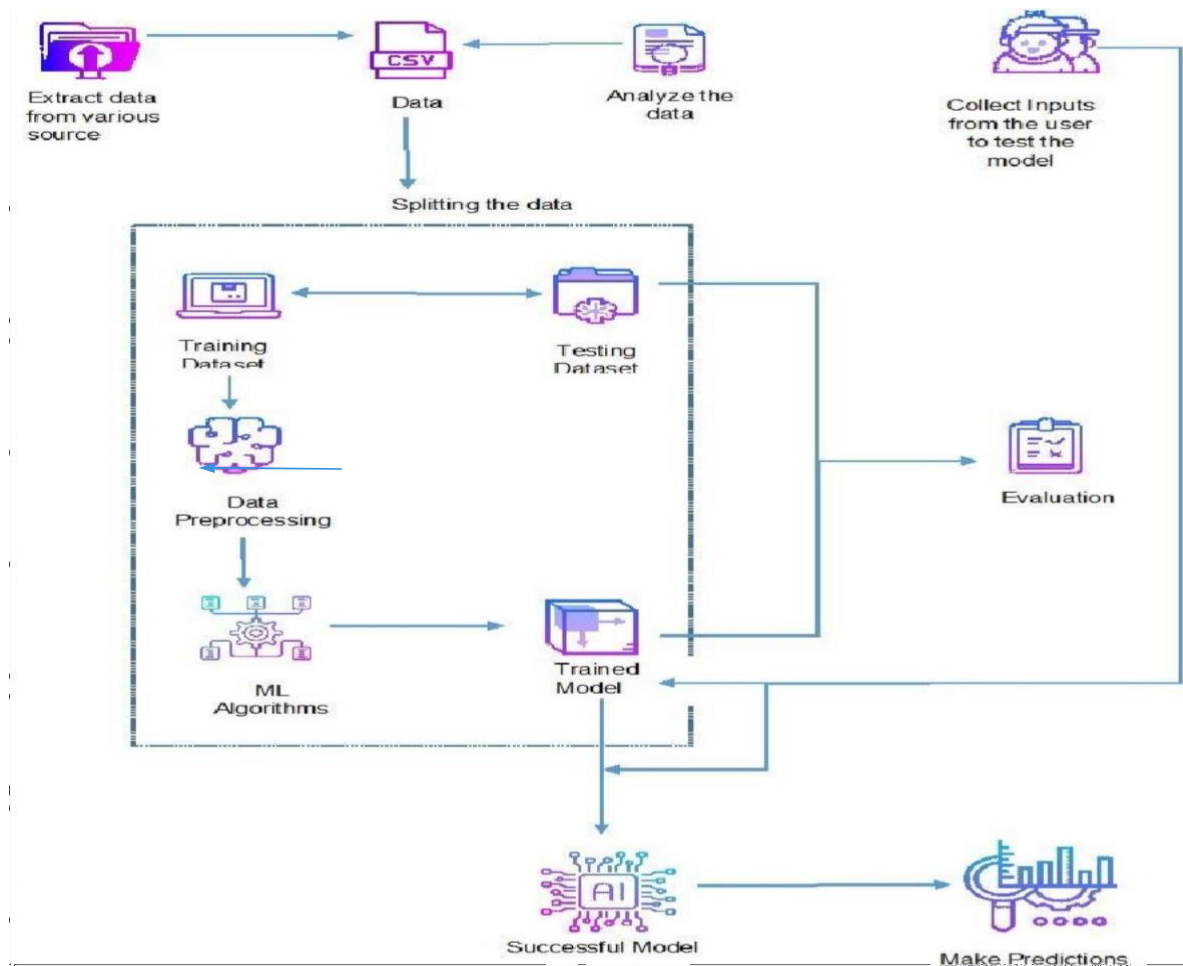 Extract data
from various
source
CSV
Data
Analyze the
data
Collect Inputs
from the user
to test the
model
Splitting the data
Training
Dataset
Testing
Dataset
Data
Preprocessing
Evaluation
ML
Algorithms
Trained
Model
AI
Successful Model
Make Predictions